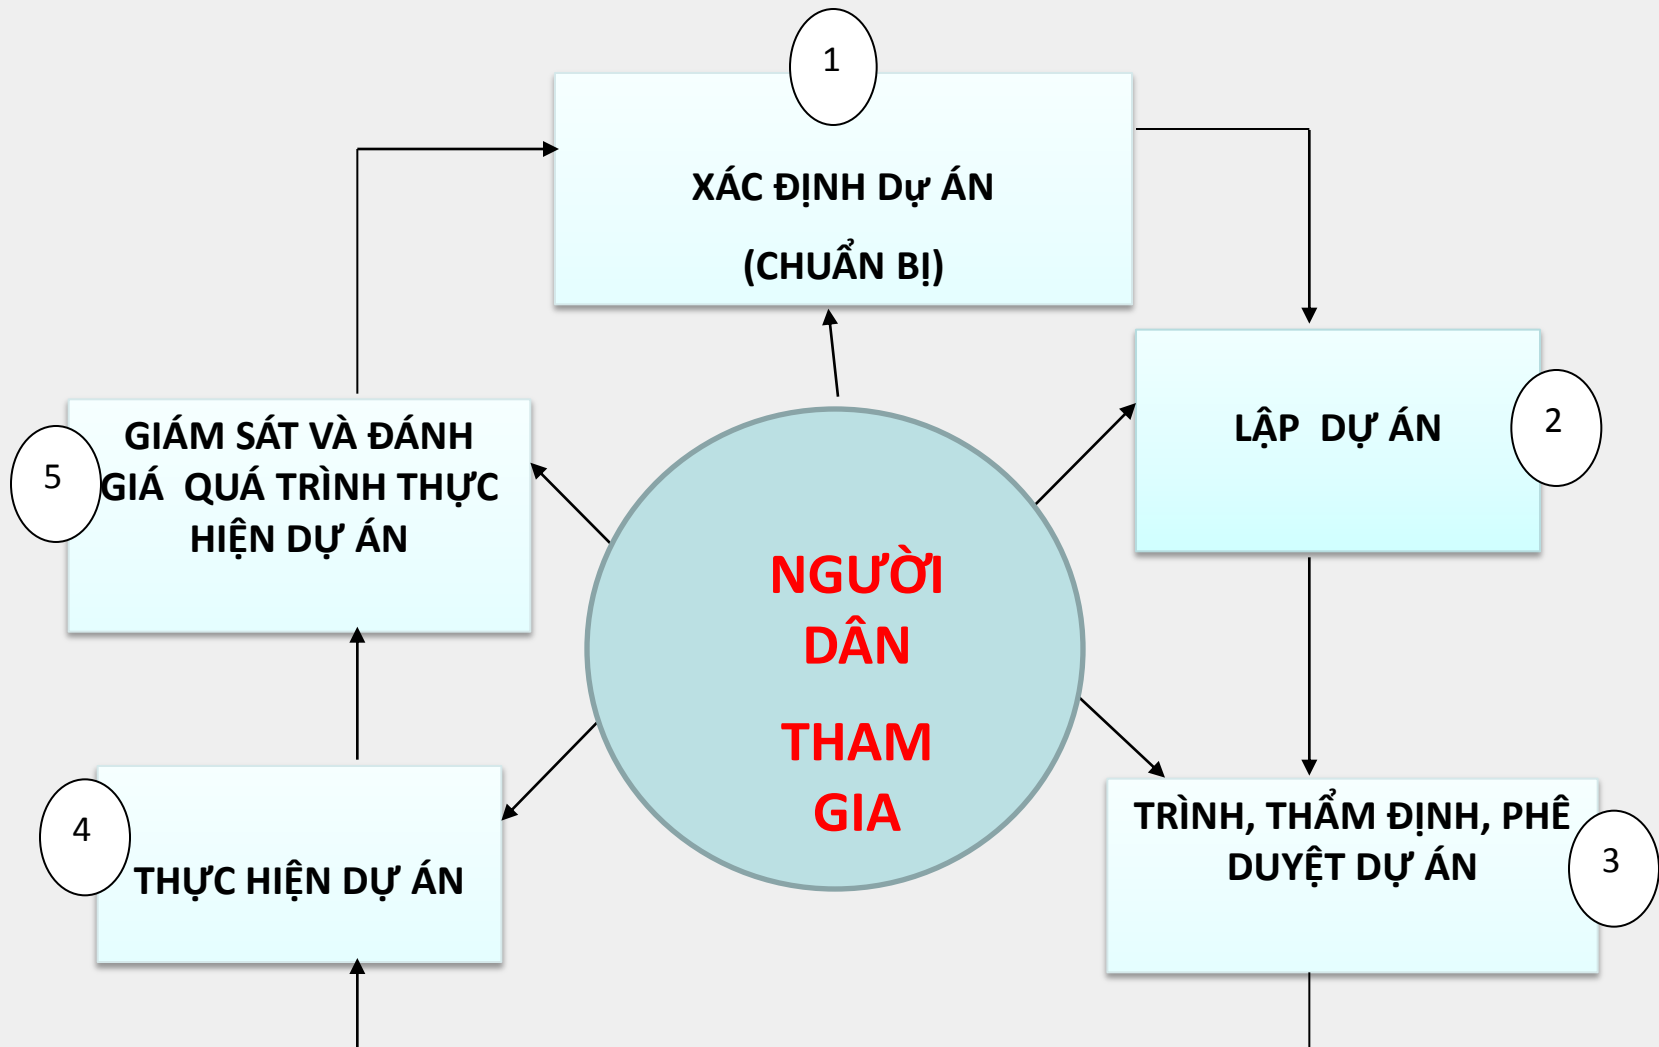 1
XÁC ĐỊNH Dự ÁN
(CHUẨN BỊ)
LẬP  DỰ ÁN
2
GIÁM SÁT VÀ ĐÁNH
GIÁ  QUÁ TRÌNH THỰC
HIỆN DỰ ÁN
5
NGƯỜI
DÂN
THAM
GIA
4
THỰC HIỆN DỰ ÁN
TRÌNH, THẨM ĐỊNH, PHÊ
DUYỆT DỰ ÁN
3